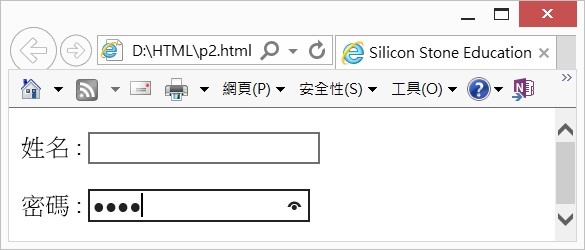 D:\HTML\p2.html Silicon Stone Education
網頁(P) 安全性(S) 工具(O)
姓名 :
密碼 : ●●●●